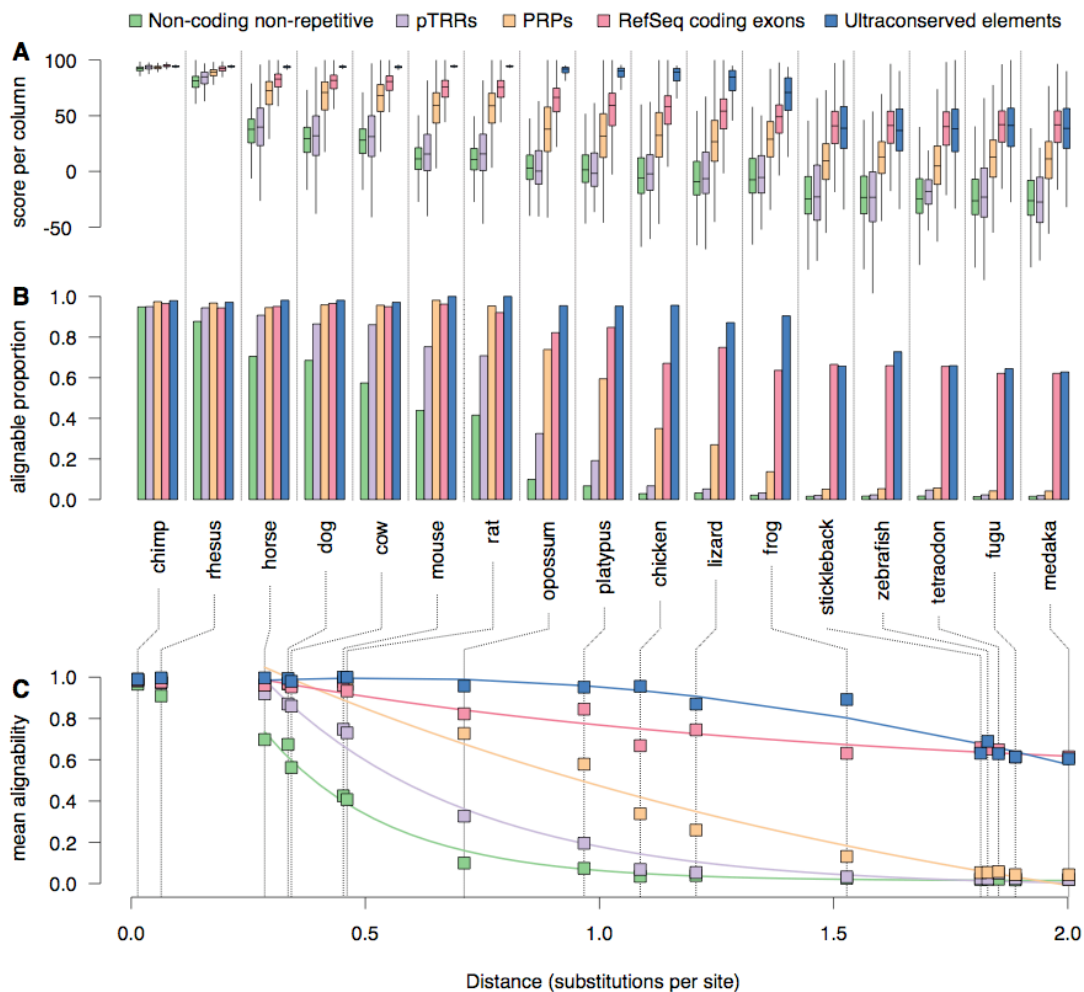 Non-coding non-repetitive pTRRs PRPs RefSeq coding exons Ultraconserved elements
A
score per column
100
50
0
-50
B
alignable proportion
1.0
0.8
0.6
0.4
0.2
0.0
chimp
rhesus
horse
dog
cow
mouse
rat
opossum
platypus
chicken
lizard
frog
stickleback
zebrafish
tetraodon
fugu
medaka
C
mean alignability
1.0
0.8
0.6
0.4
0.2
0.0
0.0 0.5 1.0 1.5 2.0
Distance (substitutions per site)